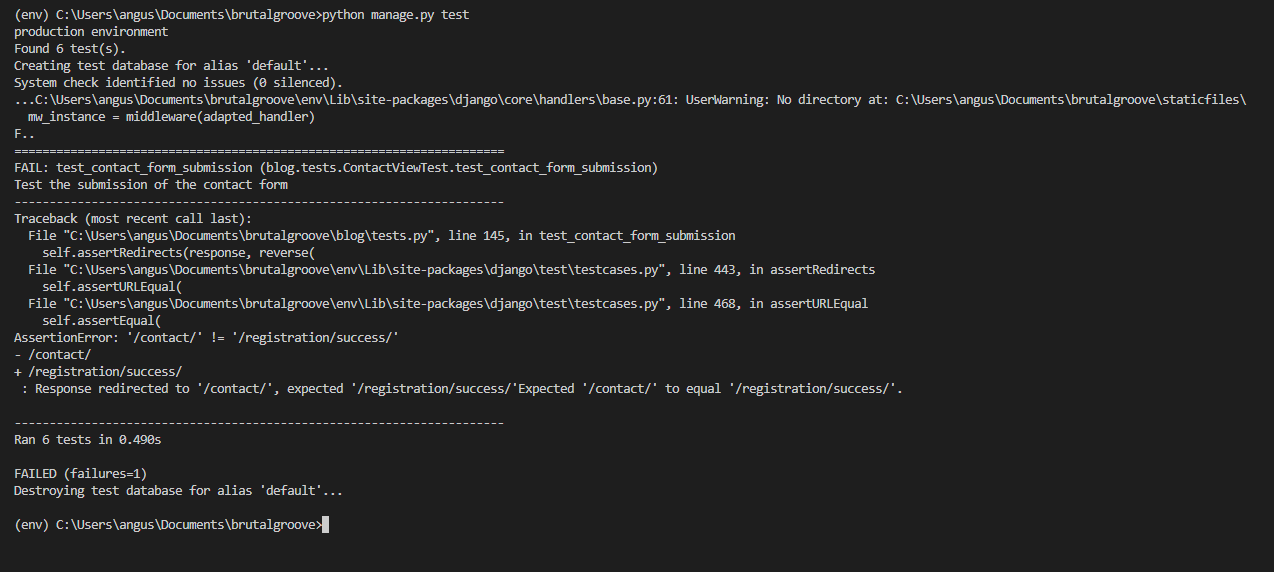 (env) C:\Users\angus\Documents\brutalgroove>python manage.py test
production environment
Found 6 test(s).
Creating test database for alias 'default'...
System check identified no issues (0 silenced).
...C:\Users\angus\Documents\brutalgroove\env\Lib\site-packages\django\core\handlers\base.py:61: UserWarning: No directory at: C:\Users\angus\Documents\brutalgroove\staticfiles\
  mw_instance = middleware(adapted_handler)
F..
======================================================================
FAIL: test_contact_form_submission (blog.tests.ContactViewTest.test_contact_form_submission)
Test the submission of the contact form
----------------------------------------------------------------------
Traceback (most recent call last):
  File "C:\Users\angus\Documents\brutalgroove\blog\tests.py", line 145, in test_contact_form_submission
    self.assertRedirects(response, reverse(
  File "C:\Users\angus\Documents\brutalgroove\env\Lib\site-packages\django\test\testcases.py", line 443, in assertRedirects
    self.assertURLEqual(
  File "C:\Users\angus\Documents\brutalgroove\env\Lib\site-packages\django\test\testcases.py", line 468, in assertURLEqual
    self.assertEqual(
AssertionError: '/contact/' != '/registration/success/'
- /contact/
+ /registration/success/
 : Response redirected to '/contact/', expected '/registration/success/'Expected '/contact/' to equal '/registration/success/'.

----------------------------------------------------------------------
Ran 6 tests in 0.490s

FAILED (failures=1)
Destroying test database for alias 'default'...

(env) C:\Users\angus\Documents\brutalgroove>